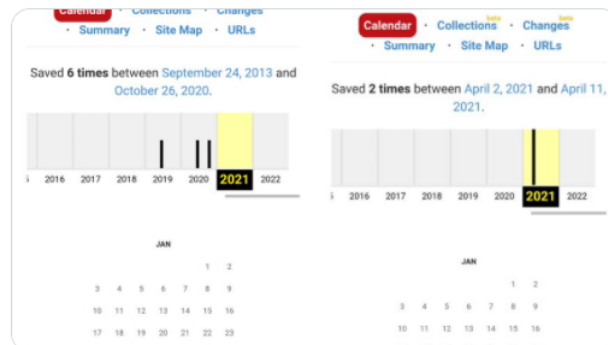 Calendar · Collections · Changes
· Summary · Site Map · URLs
Saved 6 times between September 24, 2013 and
October 26, 2020.
2016 2017 2018 2019 2020 2021 2022
JAN
1 2
3 4 5 6 7 8 9
10 11 12 13 14 15 16
17 18 19 20 21 22 23
Calendar · Collections beta · Changes beta
· Summary · Site Map · URLs
Saved 2 times between April 2, 2021 and April 11,
2021.
2016 2017 2018 2019 2020 2021 2022
JAN
1 2
3 4 5 6 7 8 9
10 11 12 13 14 15 16